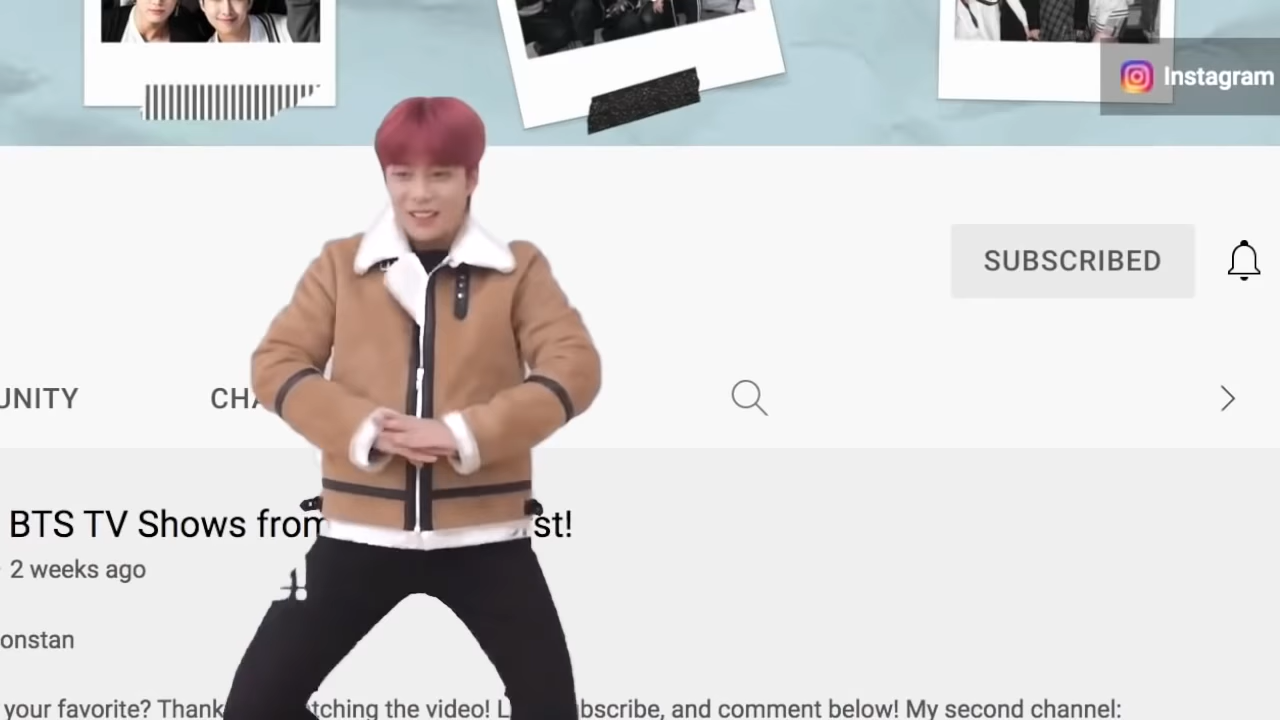 Instagram
SUBSCRIBED
UNITY
CHA
BTS TV Shows from st!
2 weeks ago
onstan
your favorite? Thank tching the video! L bscribe, and comment below! My second channel: